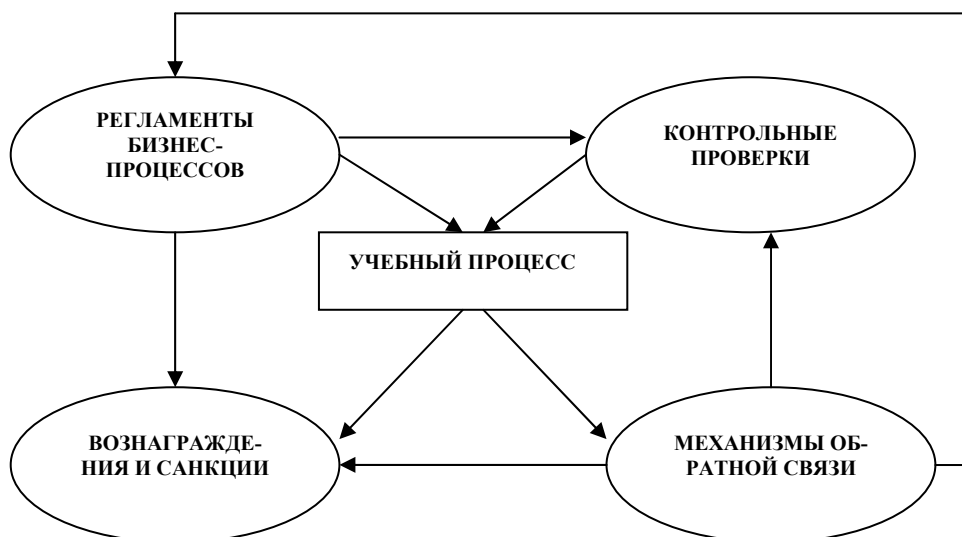 РЕГЛАМЕНТЫ
БИЗНЕС-
ПРОЦЕССОВ
КОНТРОЛЬНЫЕ
ПРОВЕРКИ
УЧЕБНЫЙ ПРОЦЕСС
ВОЗНАГРАЖДЕ-
НИЯ И САНКЦИИ
МЕХАНИЗМЫ ОБ-
РАТНОЙ СВЯЗИ